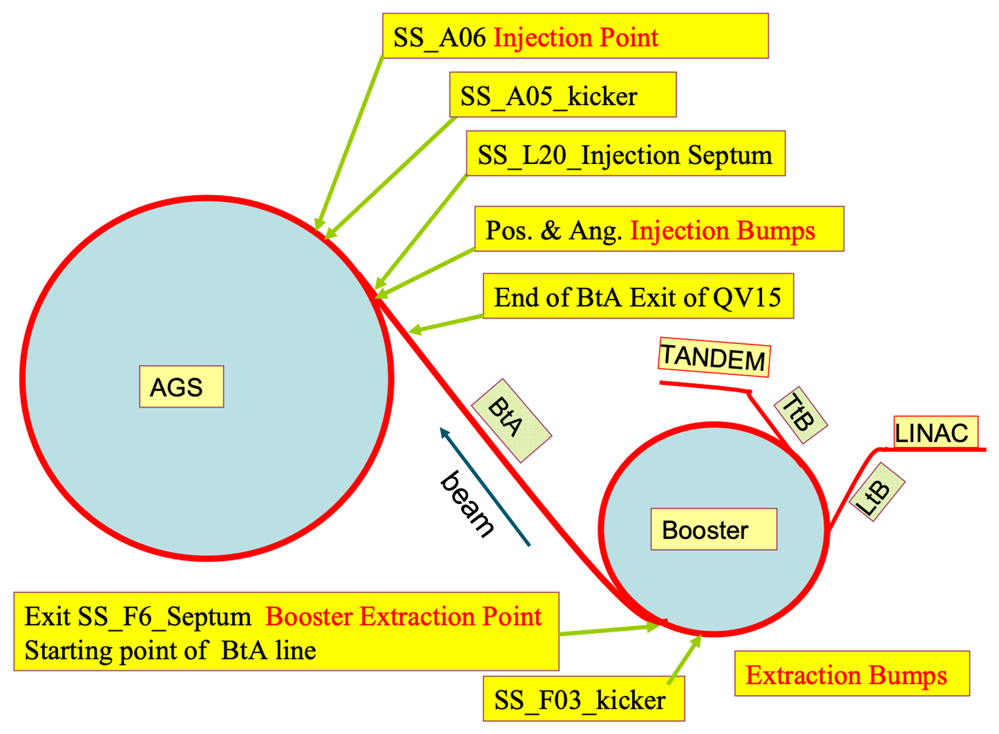 SS_A06 Injection Point
SS_A05_kicker
SS_L20_Injection Septum
Pos. & Ang. Injection Bumps
End of BtA Exit of QV15
TANDEM
TtB
AGS
BtA
LINAC
LtB
beam
Booster
Exit SS_F6_Septum Booster Extraction Point
Starting point of BtA line
Extraction Bumps
SS_F03_kicker